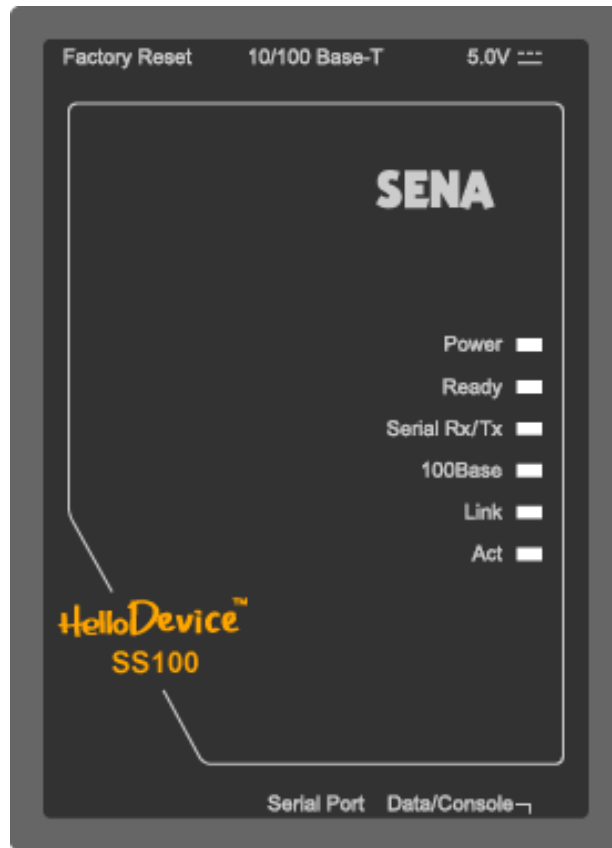 Factory Reset 10/100 Base-T 5.0V
SENA
Power
Ready
Serial Rx/Tx
100Base
Link
Act
HelloDevice™
SS100
Serial Port Data/Console